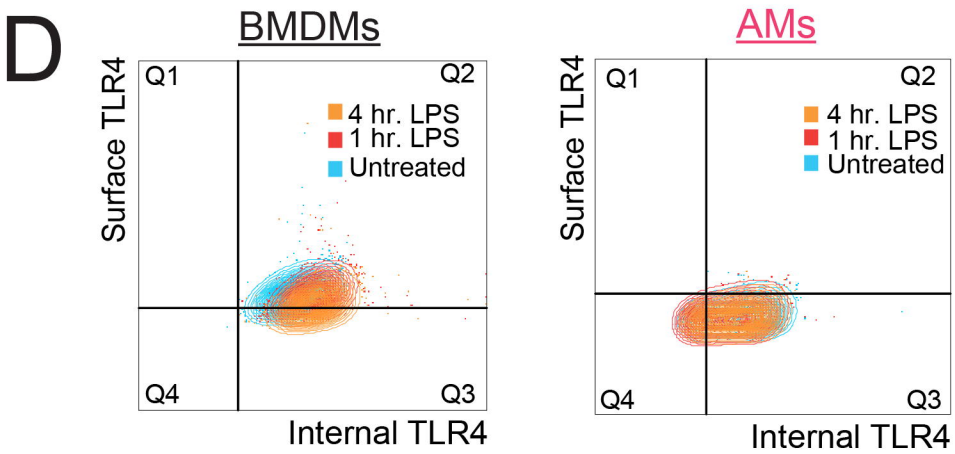 D
BMDMs
Surface TLR4
Q1
Q2
4 hr. LPS
1 hr. LPS
Untreated
Q4
Q3
Internal TLR4
AMs
Surface TLR4
Q1
Q2
4 hr. LPS
1 hr. LPS
Untreated
Q4
Q3
Internal TLR4